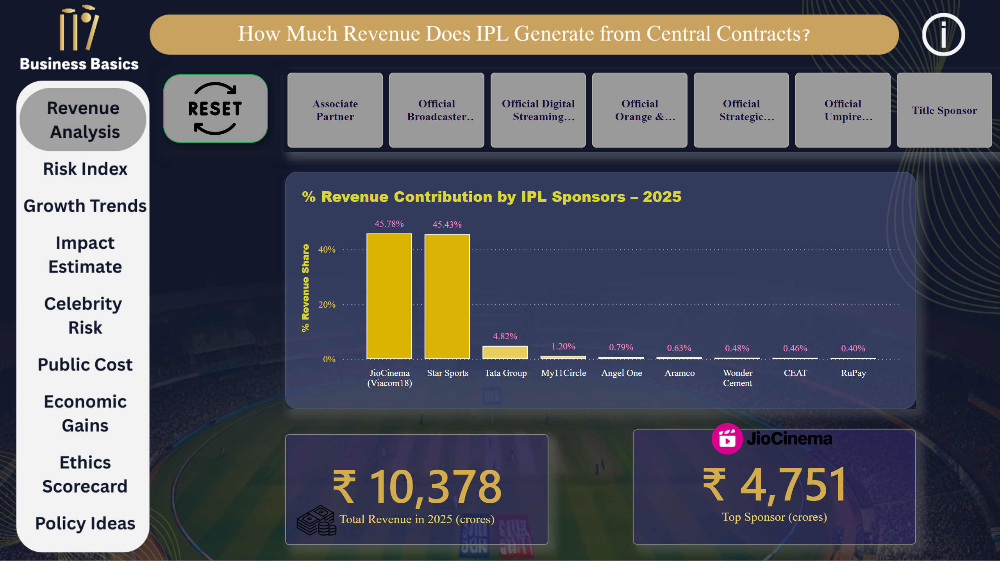 Business Basics
How Much Revenue Does IPL Generate from Central Contracts?
i
Revenue
Analysis
Risk Index
Growth Trends
Impact
Estimate
Celebrity
Risk
Public Cost
Economic
Gains
Ethics
Scorecard
Policy Ideas
RESET
Associate
Partner
Official
Broadcaster..
Official Digital
Streaming...
Official
Orange &...
Official
Strategic...
Official
Umpire...
Title Sponsor
% Revenue Contribution by IPL Sponsors – 2025
% Revenue Share
40%
20%
0%
45.78%
45.43%
4.82%
1.20%
0.79%
0.63%
0.48%
0.46%
0.40%
JioCinema
(Viacom18)
Star Sports
Tata Group
My11Circle
Angel One
Aramco
Wonder
Cement
CEAT
RuPay
₹ 10,378
Total Revenue in 2025 (crores)
JioCinema
₹ 4,751
Top Sponsor (crores)